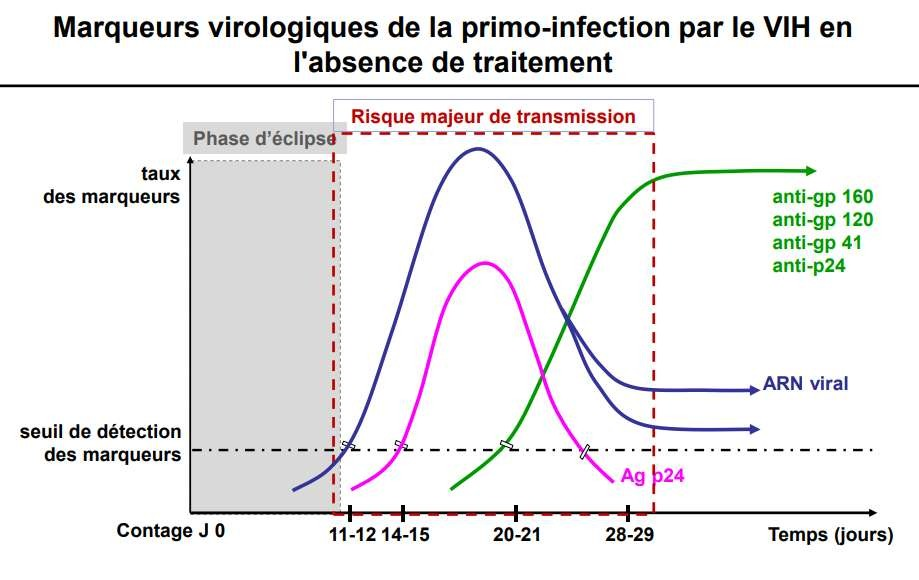 Marqueurs virologiques de la primo-infection par le VIH en
l'absence de traitement
Risque majeur de transmission
Phase d’éclipse
taux
des marqueurs
anti-gp 160
anti-gp 120
anti-gp 41
anti-p24
ARN viral
seuil de détection
des marqueurs
Ag p24
Contage J 0
11-12 14-15 20-21 28-29 Temps (jours)